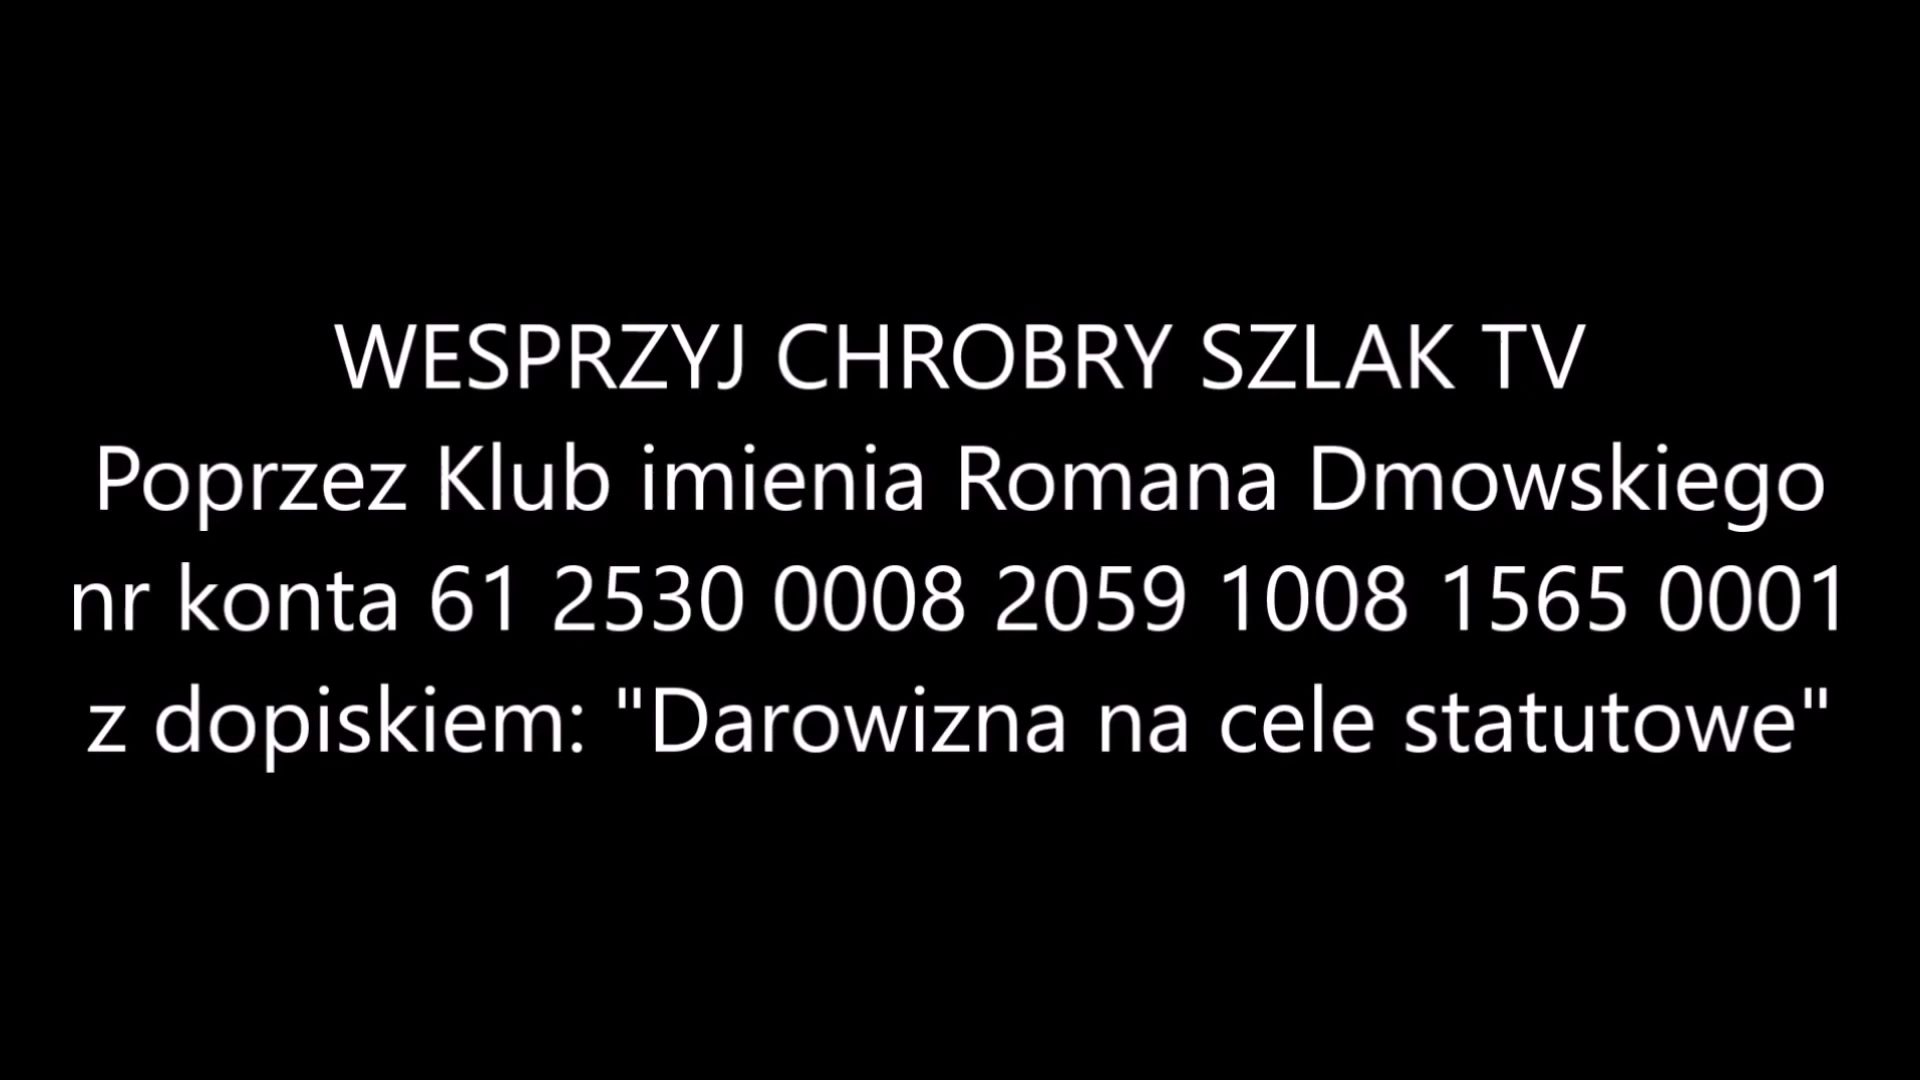 WESPRZYJ CHROBRY SZLAK TV
Poprzez Klub imienia Romana Dmowskiego
nr konta 61 2530 0008 2059 1008 1565 0001
z dopiskiem: "Darowizna na cele statutowe"